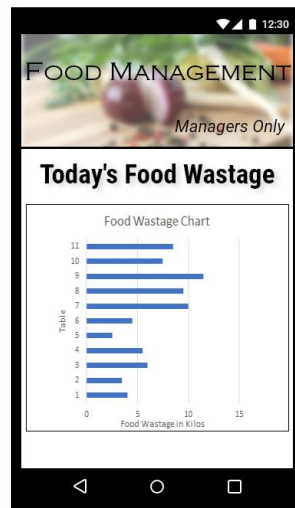 12:30
FOOD MANAGEMENT
Managers Only
Today's Food Wastage
Food Wastage Chart
11
10
9
8
7
6
5
4
3
2
1
Table
0 5 10 15
Food Wastage in Kilos